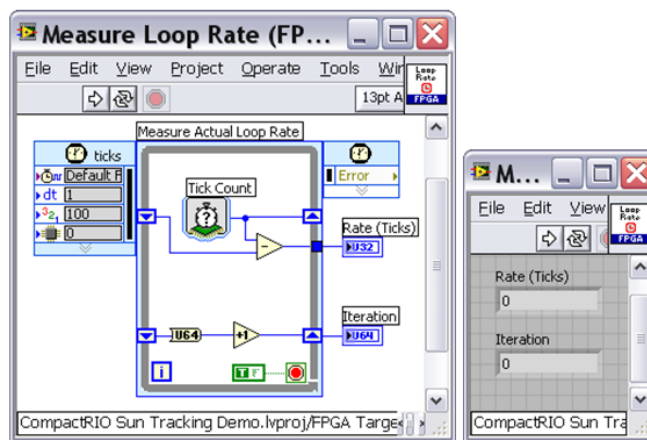 Measure Loop Rate (FP...
File Edit View Project Operate Tools Wir
Loop
Rate
FPGA
13pt A
Measure Actual Loop Rate
ticks
Default F
dt 1
321 100
0
Tick Count
Error
Rate (Ticks)
U32
Iteration
U64
U64
+1
i
T F
CompactRIO Sun Tracking Demo.lvproj/FPGA Targe
M...
File Edit View
Loop
Rate
FPGA
Rate (Ticks)
0
Iteration
0
CompactRIO Sun Tra